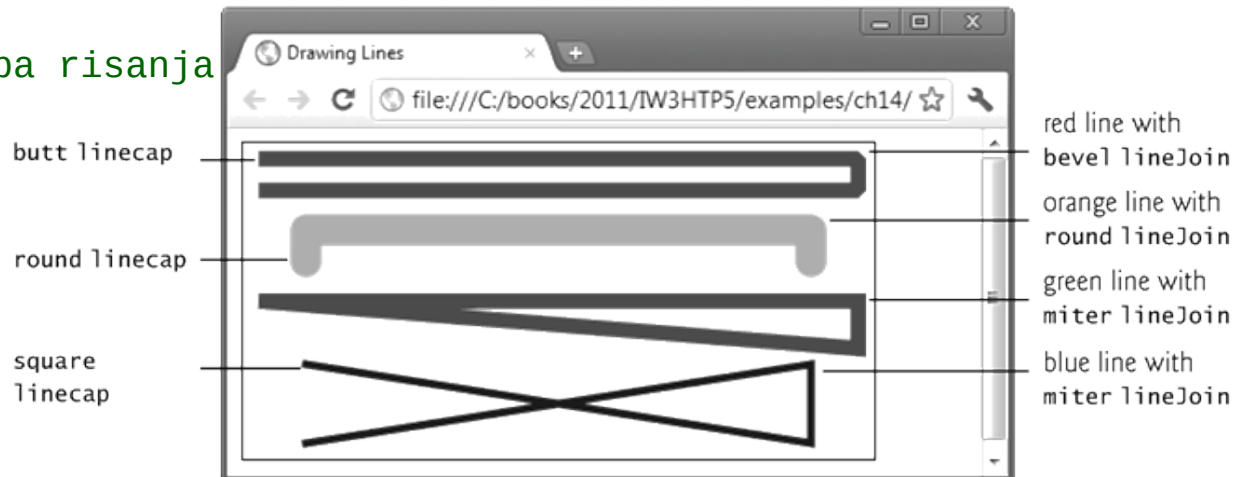 risanja
Drawing Lines
file:///C:/books/2011/IW3HTP5/examples/ch14/
butt linecap
round linecap
square
linecap
red line with
bevel lineJoin
orange line with
round lineJoin
green line with
miter lineJoin
blue line with
miter lineJoin